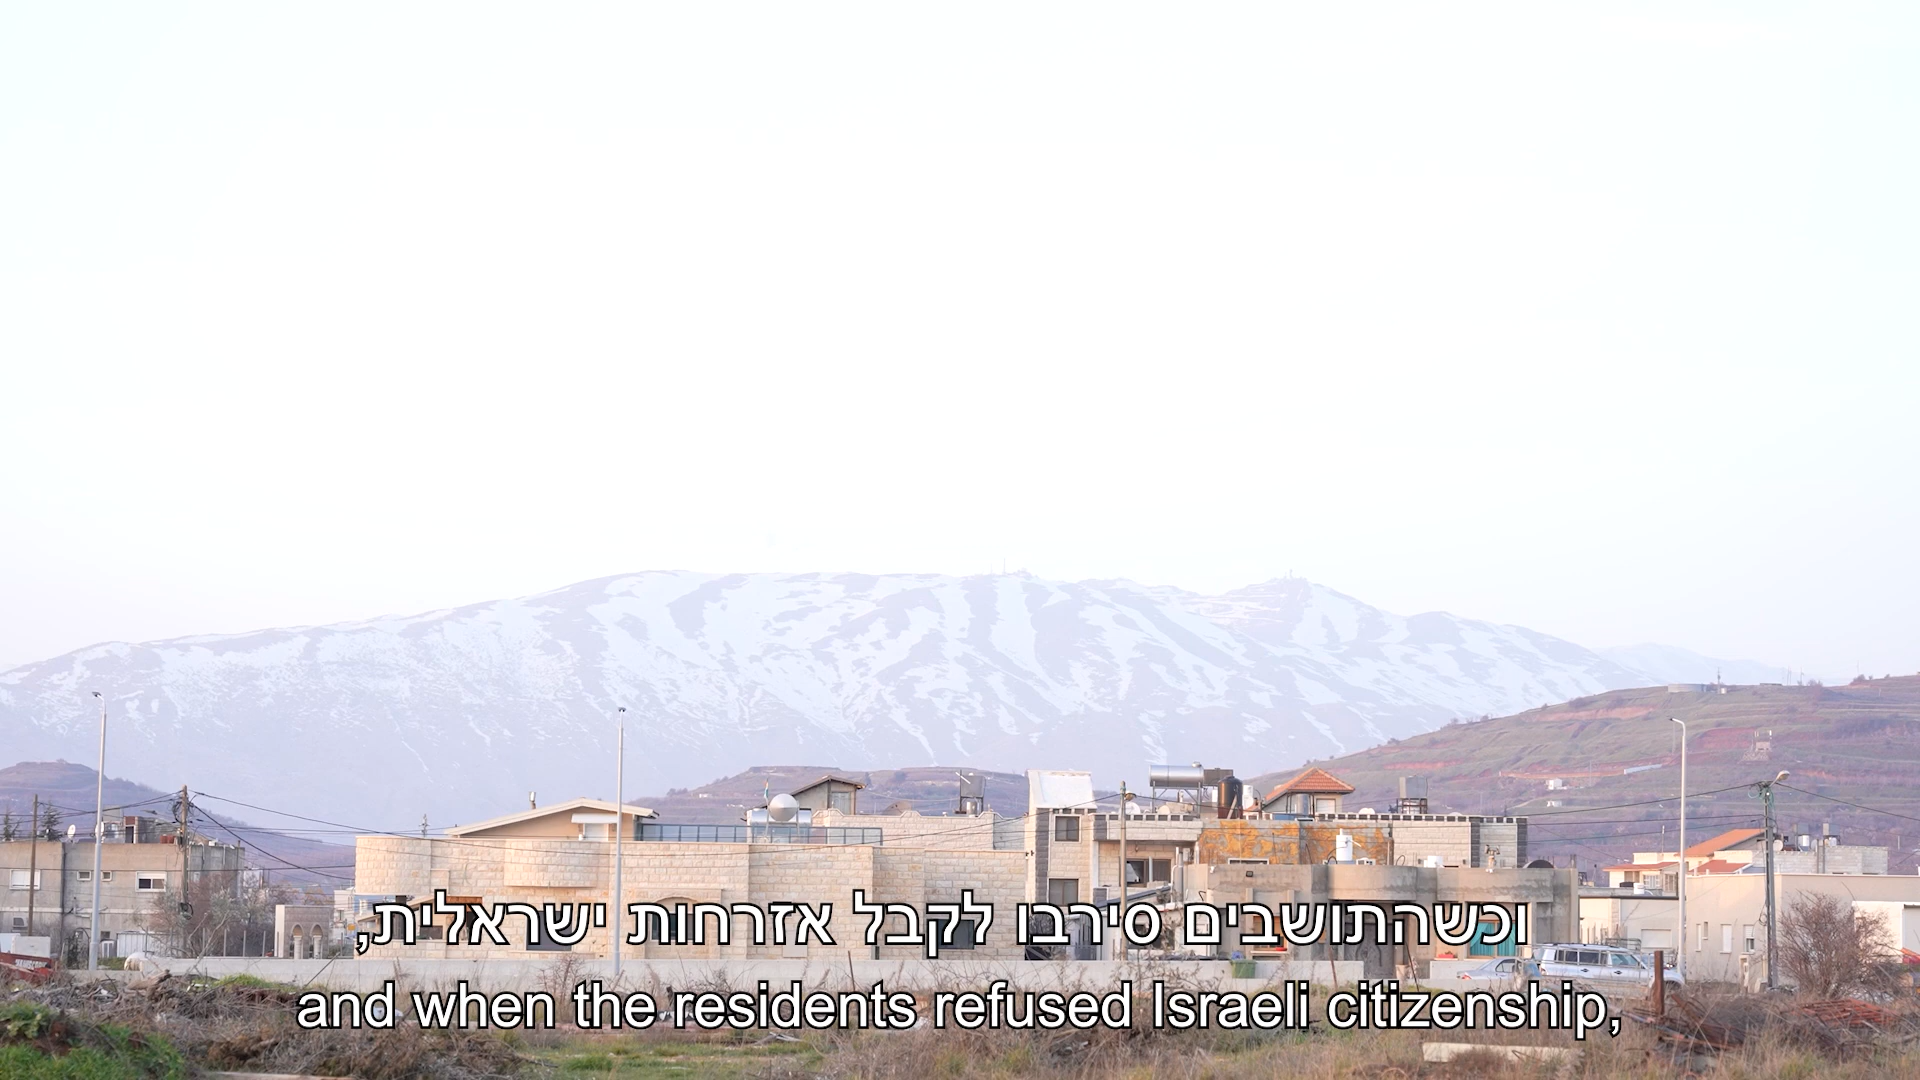 וכשהתושבים סירבו לקבל אזרחות ישראלית,
and when the residents refused Israeli citizenship,